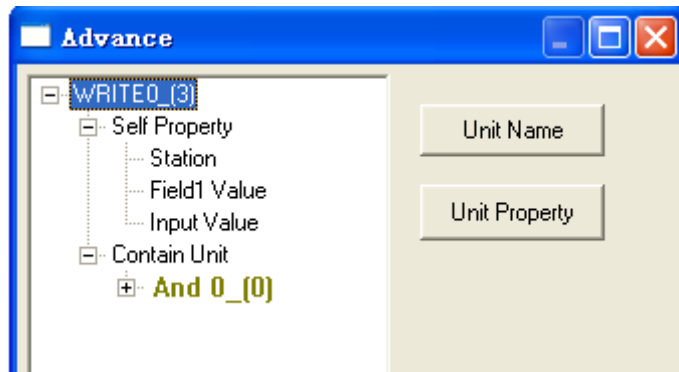 Advance
WRITE0_(3)
Self Property
Station
Field1 Value
Input Value
Contain Unit
And 0_(0)
Unit Name
Unit Property